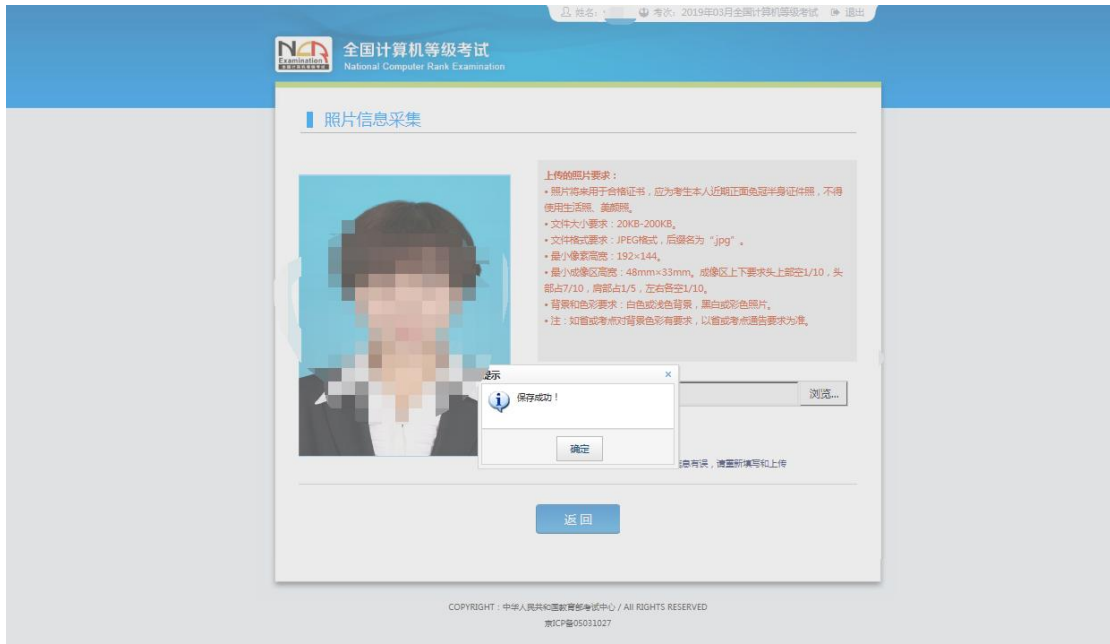 姓名： 考次：2019年03月全国计算机等级考试 退出
NCR
Examination
全国计算机等级考试
National Computer Rank Examination
照片信息采集
上传的照片要求：
• 照片将来用于合格证书，应为考生本人近期正面免冠半身证件照，不得
使用生活照、美颜照。
• 文件大小要求：20KB-200KB。
• 文件格式要求：JPEG格式，后缀名为“.jpg”。
• 最小像素高宽：192×144。
• 最小成像区高宽：48mm×33mm。成像区上下要求头上部空1/10，头
部占7/10，肩部占1/5，左右各空1/10。
• 背景和色彩要求：白色或浅色背景，黑白或彩色照片。
• 注：如省或考点对背景色彩有要求，以省或考点通告要求为准。
提示 ×
保存成功！
浏览...
确定
息有误，请重新填写和上传
返回
COPYRIGHT：中华人民共和国教育部考试中心 / All RIGHTS RESERVED
京ICP备05031027